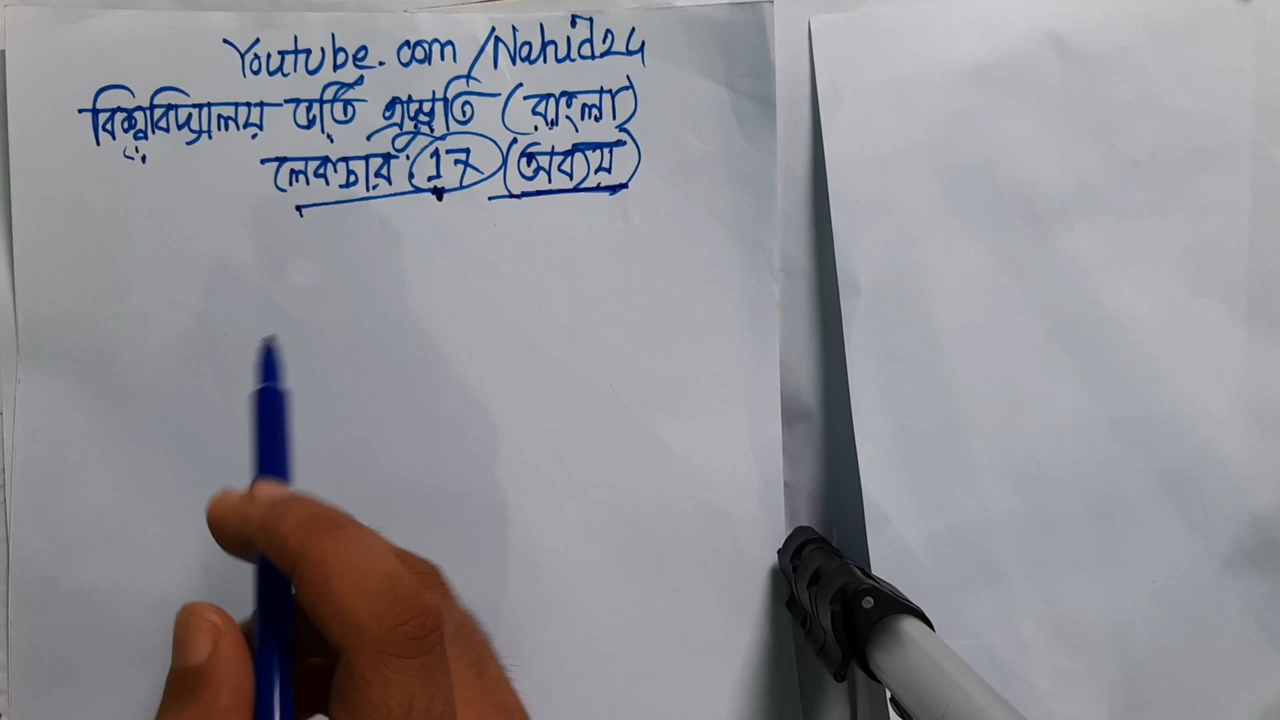 Youtube.com/Nahid24
বিশ্ববিদ্যালয় ভর্তি প্রস্তুতি (বাংলা)
লেকচার (17) (অব্যয়)